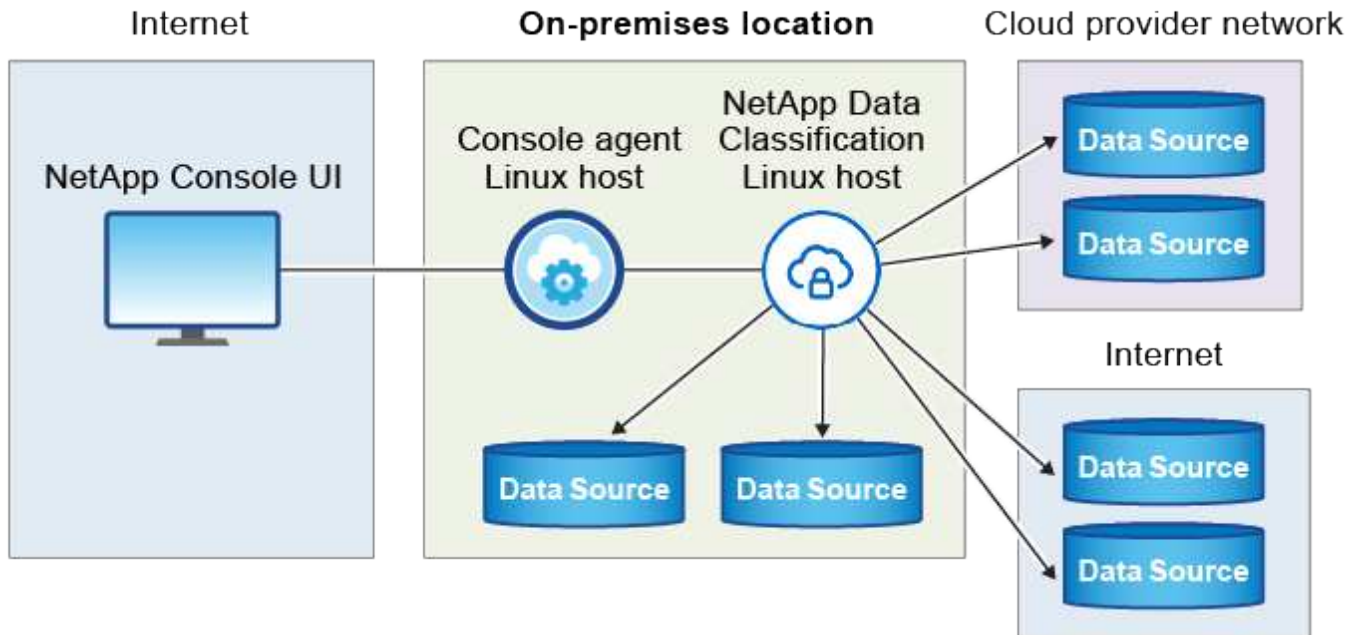 Internet
On-premises location
Cloud provider network
NetApp Console UI
Console agent
Linux host
NetApp Data
Classification
Linux host
Data Source
Data Source
Data Source
Data Source
Internet
Data Source
Data Source